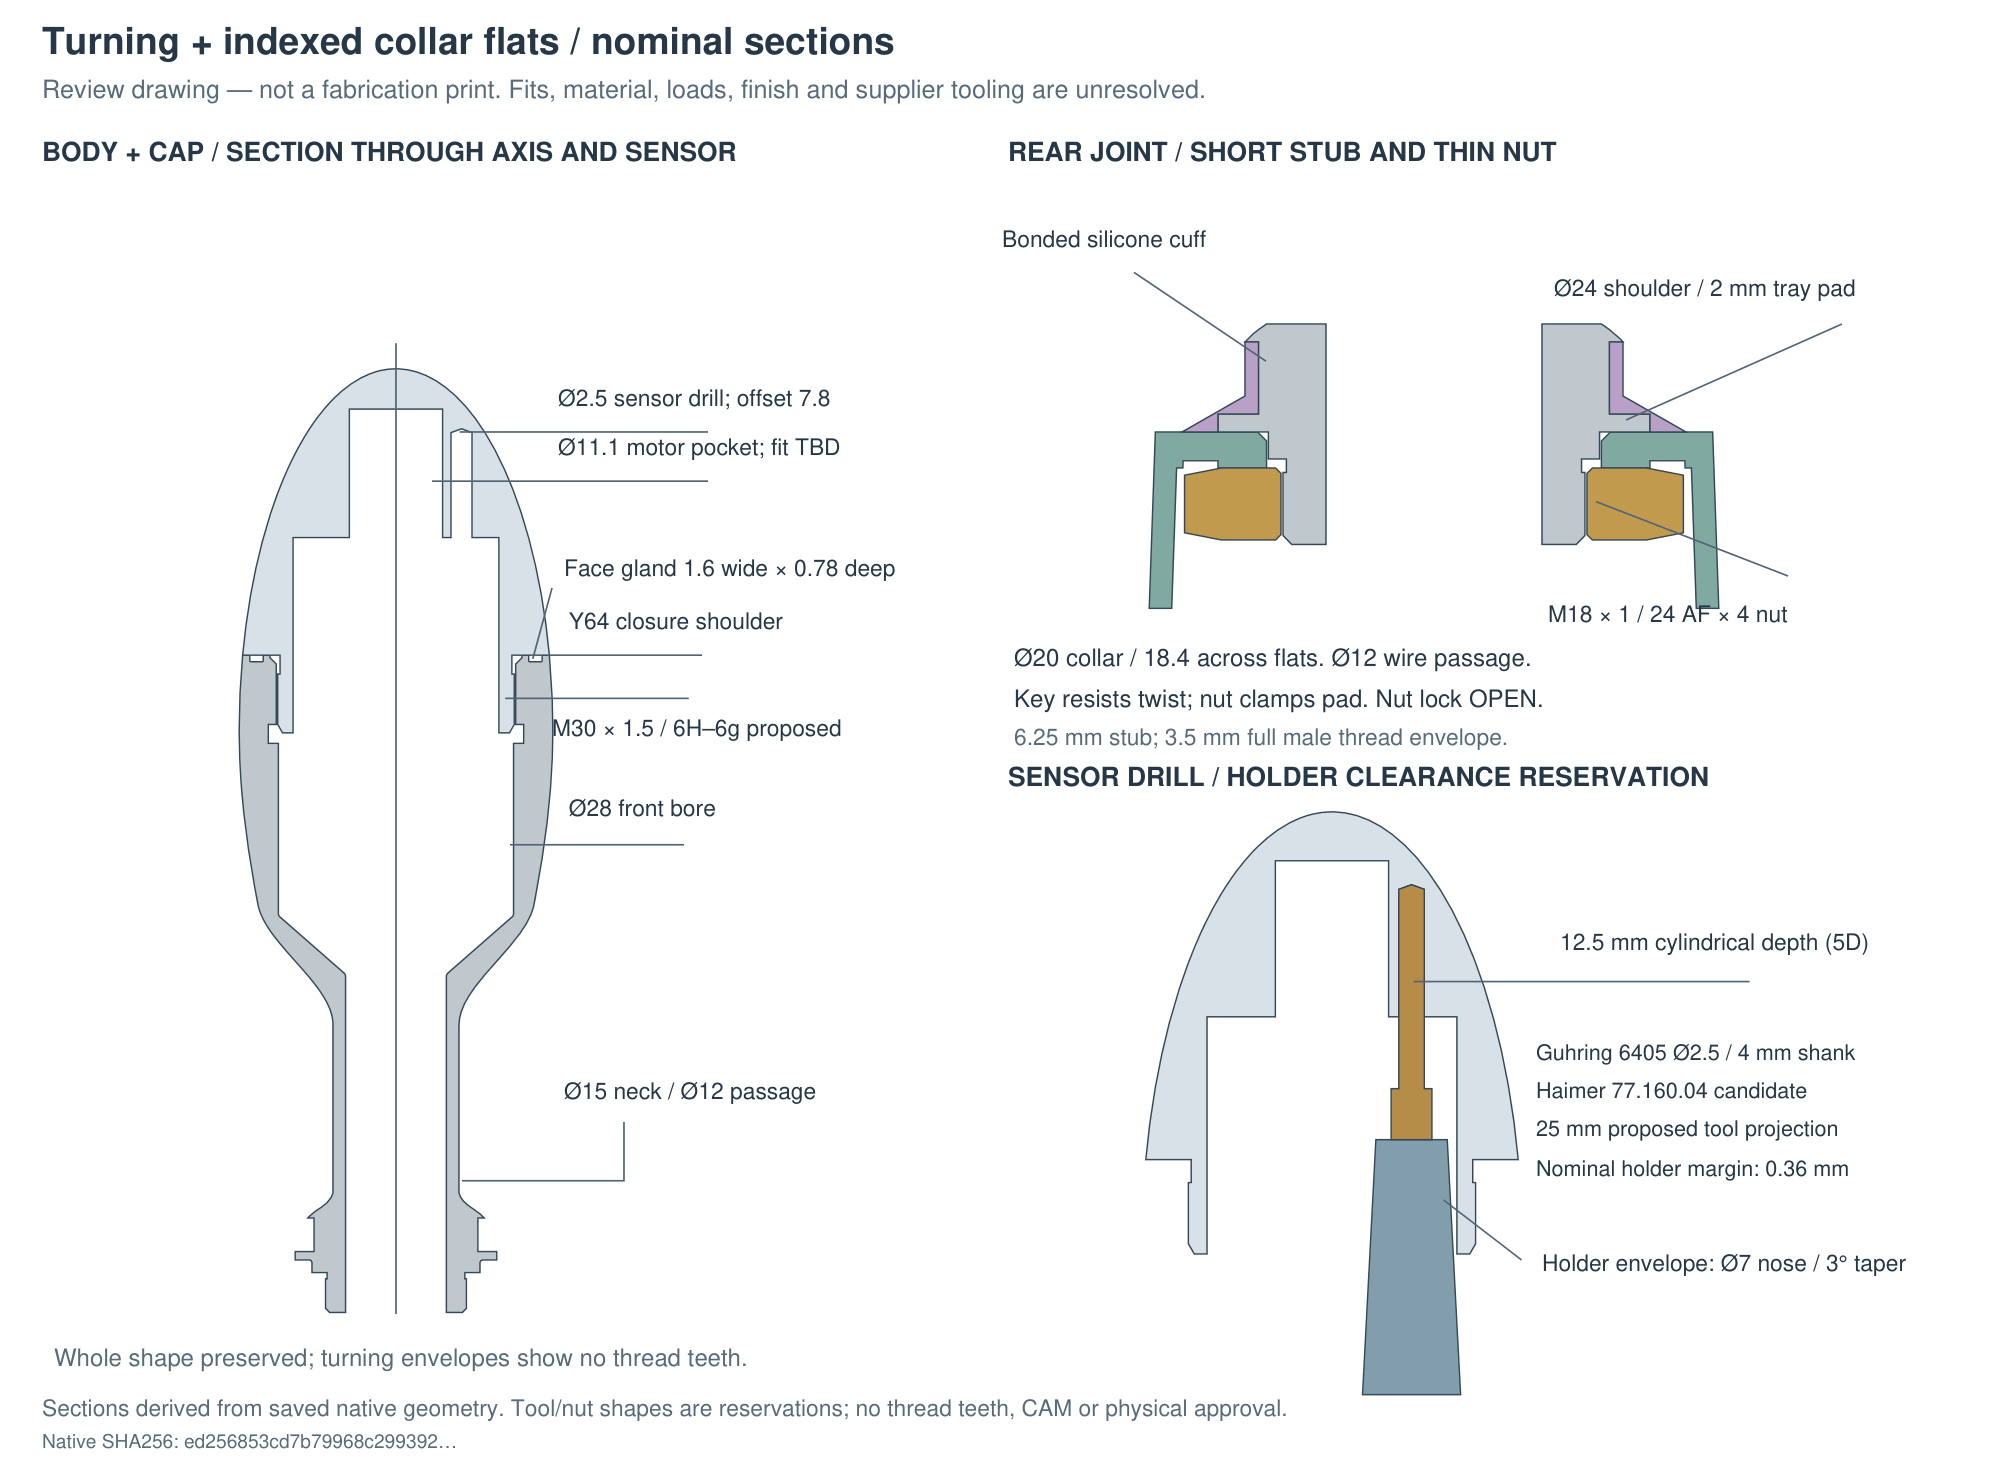 Turning + indexed collar flats / nominal sections
Review drawing — not a fabrication print. Fits, material, loads, finish and supplier tooling are unresolved.
BODY + CAP / SECTION THROUGH AXIS AND SENSOR
Ø2.5 sensor drill; offset 7.8
Ø11.1 motor pocket; fit TBD
Face gland 1.6 wide × 0.78 deep
Y64 closure shoulder
M30 × 1.5 / 6H–6g proposed
Ø28 front bore
Ø15 neck / Ø12 passage
Whole shape preserved; turning envelopes show no thread teeth.
REAR JOINT / SHORT STUB AND THIN NUT
Bonded silicone cuff
Ø24 shoulder / 2 mm tray pad
M18 × 1 / 24 AF × 4 nut
Ø20 collar / 18.4 across flats. Ø12 wire passage.
Key resists twist; nut clamps pad. Nut lock OPEN.
6.25 mm stub; 3.5 mm full male thread envelope.
SENSOR DRILL / HOLDER CLEARANCE RESERVATION
12.5 mm cylindrical depth (5D)
Guhring 6405 Ø2.5 / 4 mm shank
Haimer 77.160.04 candidate
25 mm proposed tool projection
Nominal holder margin: 0.36 mm
Holder envelope: Ø7 nose / 3° taper
Sections derived from saved native geometry. Tool/nut shapes are reservations; no thread teeth, CAM or physical approval.
Native SHA256: ed256853cd7b79968c299392…